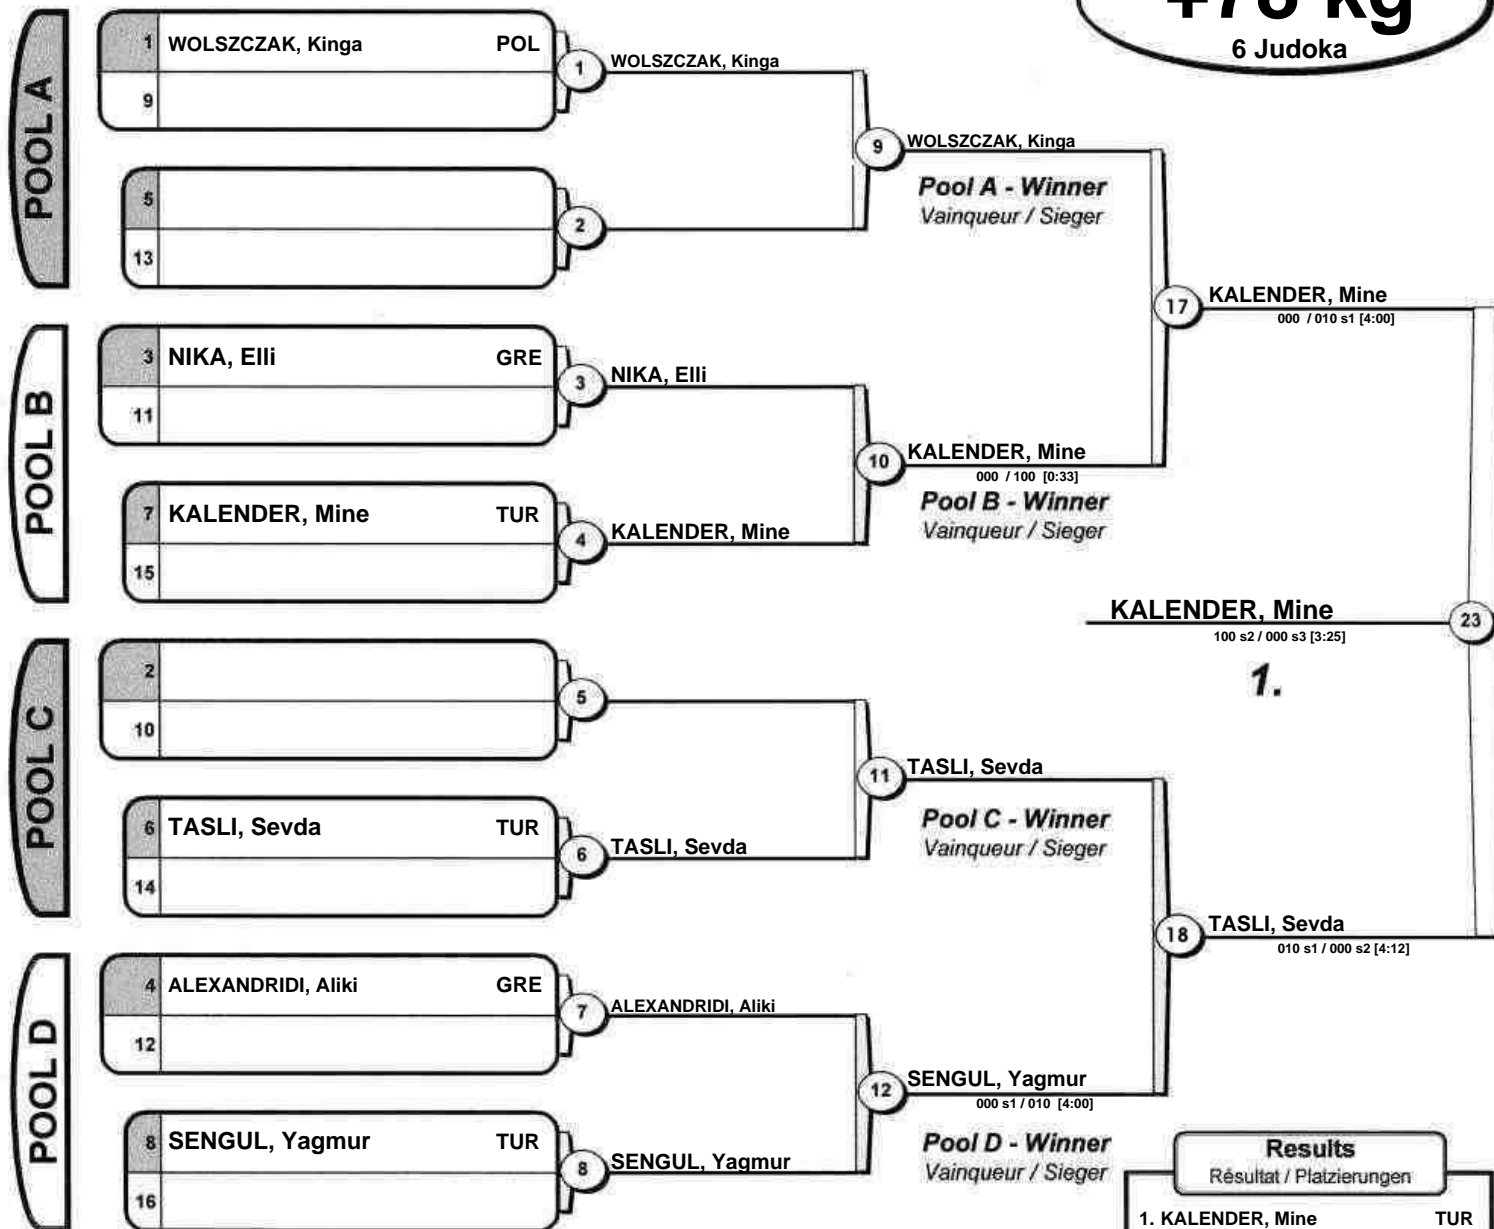 +78 kg
6 Judoka
POOL A
1 WOLSZCZAK, Kinga POL
9
1 WOLSZCZAK, Kinga
5
13
2
9 WOLSZCZAK, Kinga
Pool A - Winner
Vainqueur / Sieger
17 KALENDER, Mine
000 / 010 s1 [4:00]
POOL B
3 NIKA, Elli GRE
11
3 NIKA, Elli
7 KALENDER, Mine TUR
15
4 KALENDER, Mine
10 KALENDER, Mine
000 / 100 [0:33]
Pool B - Winner
Vainqueur / Sieger
KALENDER, Mine 23
100 s2 / 000 s3 [3:25]
1.
POOL C
2
10
5
6 TASLI, Sevda TUR
14
6 TASLI, Sevda
11 TASLI, Sevda
Pool C - Winner
Vainqueur / Sieger
18 TASLI, Sevda
010 s1 / 000 s2 [4:12]
POOL D
4 ALEXANDRIDI, Aliki GRE
12
7 ALEXANDRIDI, Aliki
8 SENGUL, Yagmur TUR
16
8 SENGUL, Yagmur
12 SENGUL, Yagmur
000 s1 / 010 [4:00]
Pool D - Winner
Vainqueur / Sieger
Results
Résultat / Platzierungen
1. KALENDER, Mine TUR